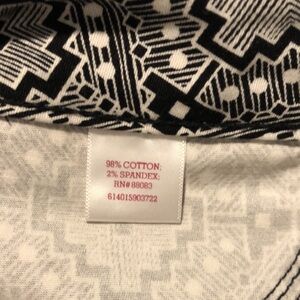 98% COTTON;
2% SPANDEX;
RN# 88083
614015903722